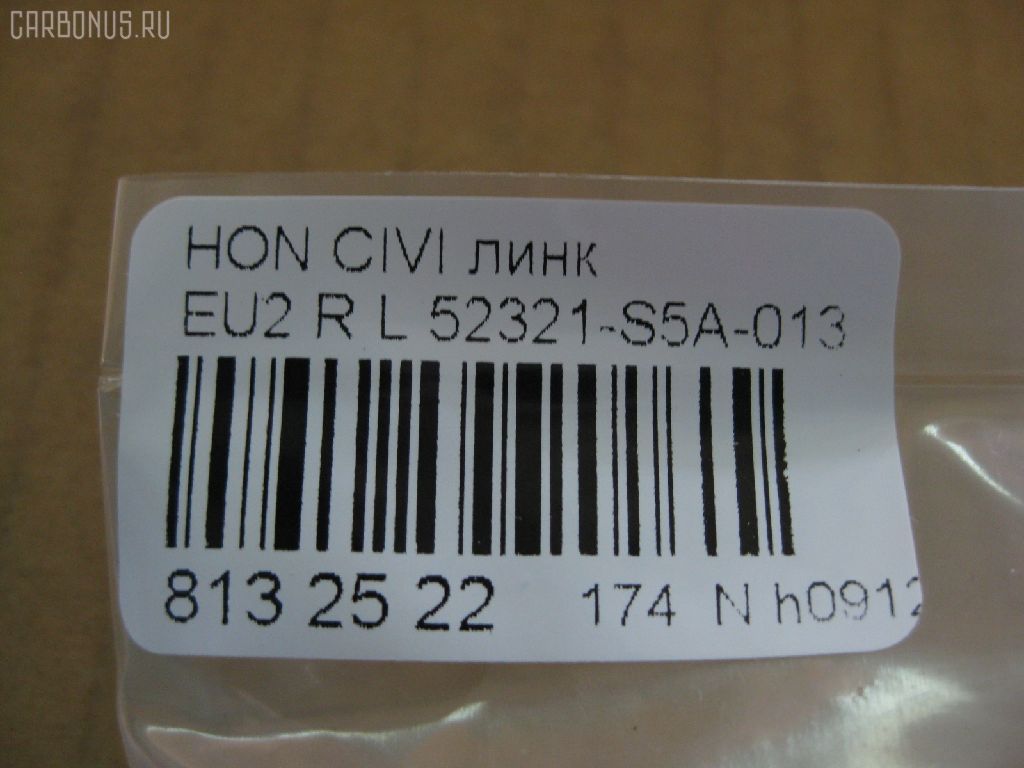 CARBONUS.RU
HON CIVI линк
EU2 R L 52321-S5A-013
813 25 22 174 N h0912